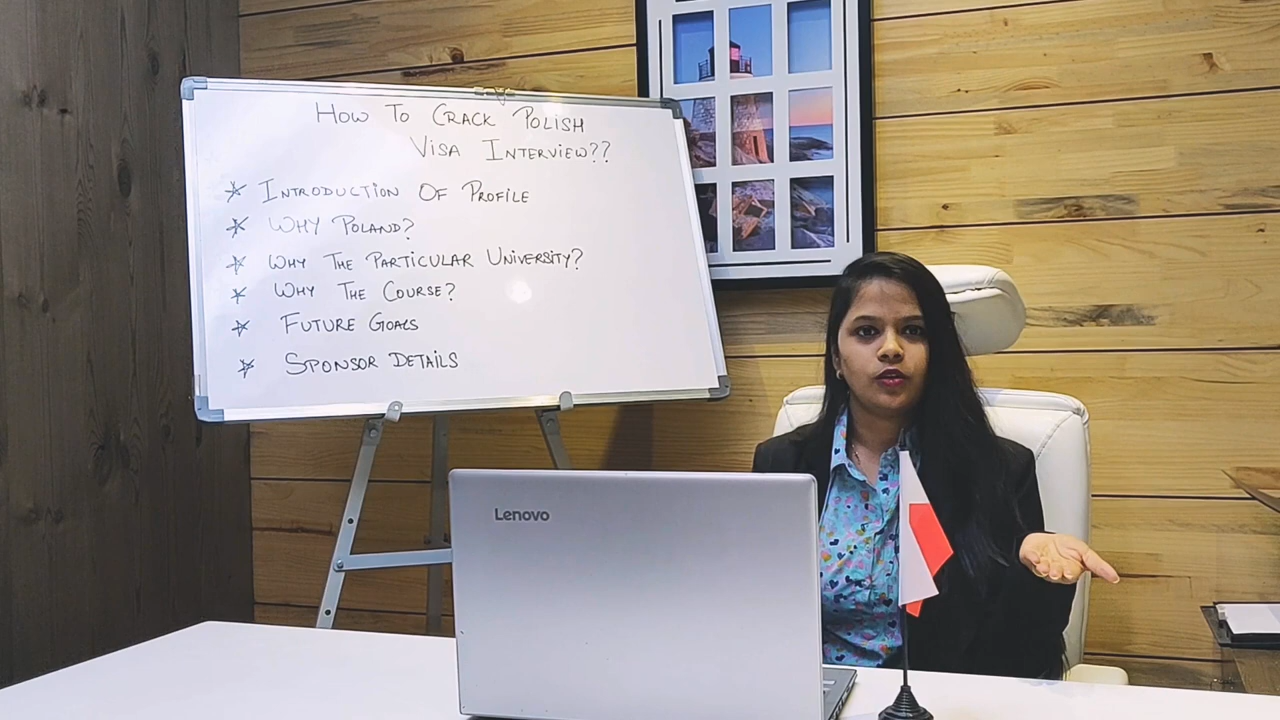 How To Crack Polish
Visa Interview??
* Introduction Of Profile
* Why Poland?
* Why The Particular University?
* Why The Course?
* Future Goals
* Sponsor Details
Lenovo